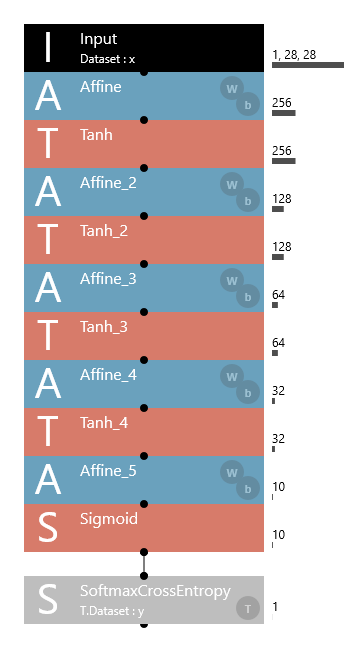 I
Input
Dataset : x
1, 28, 28
A
Affine
W
b
256
T
Tanh
256
A
Affine_2
W
b
128
T
Tanh_2
128
A
Affine_3
W
b
64
T
Tanh_3
64
A
Affine_4
W
b
32
T
Tanh_4
32
A
Affine_5
W
b
10
S
Sigmoid
10
S
SoftmaxCrossEntropy
T.Dataset : y
T
1